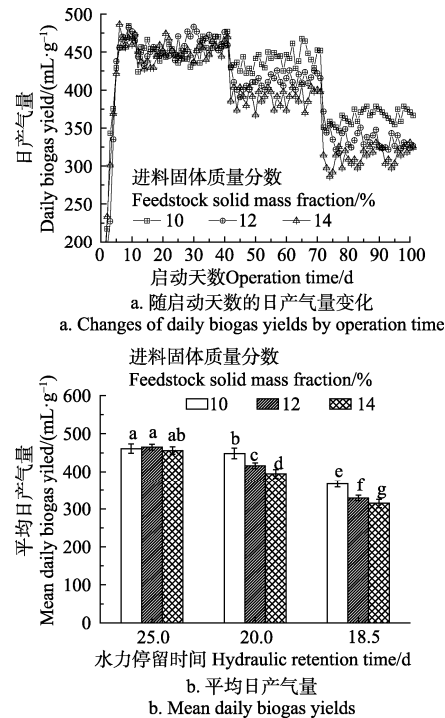 500
450
400
350
300
250
200
日产气量
Daily biogas yield/(mL·g⁻¹)
进料固体质量分数
Feedstock solid mass fraction/%
10 12 14
0 10 20 30 40 50 60 70 80 90 100
启动天数Operation time/d
a. 随启动天数的日产气量变化
a. Changes of daily biogas yields by operation time
进料固体质量分数
Feedstock solid mass fraction/%
10 12 14
600
500
400
300
200
100
0
平均日产气量
Mean daily biogas yiled/(mL·g⁻¹)
a a ab b c d e f g
25.0 20.0 18.5
水力停留时间 Hydraulic retention time/d
b. 平均日产气量
b. Mean daily biogas yields